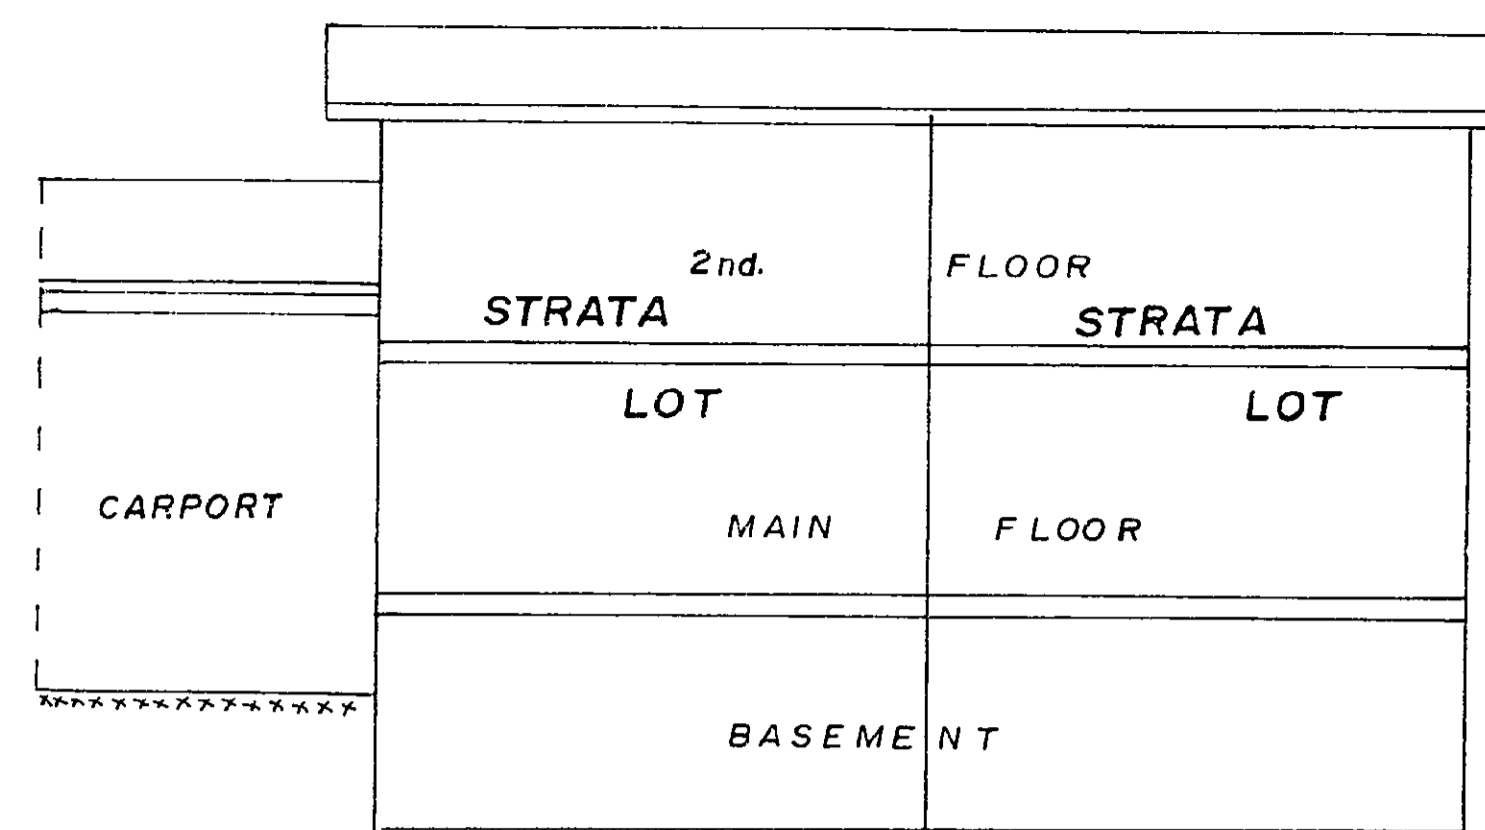 2nd. FLOOR
STRATA STRATA
LOT LOT
CARPORT
MAIN FLOOR
BASEMENT